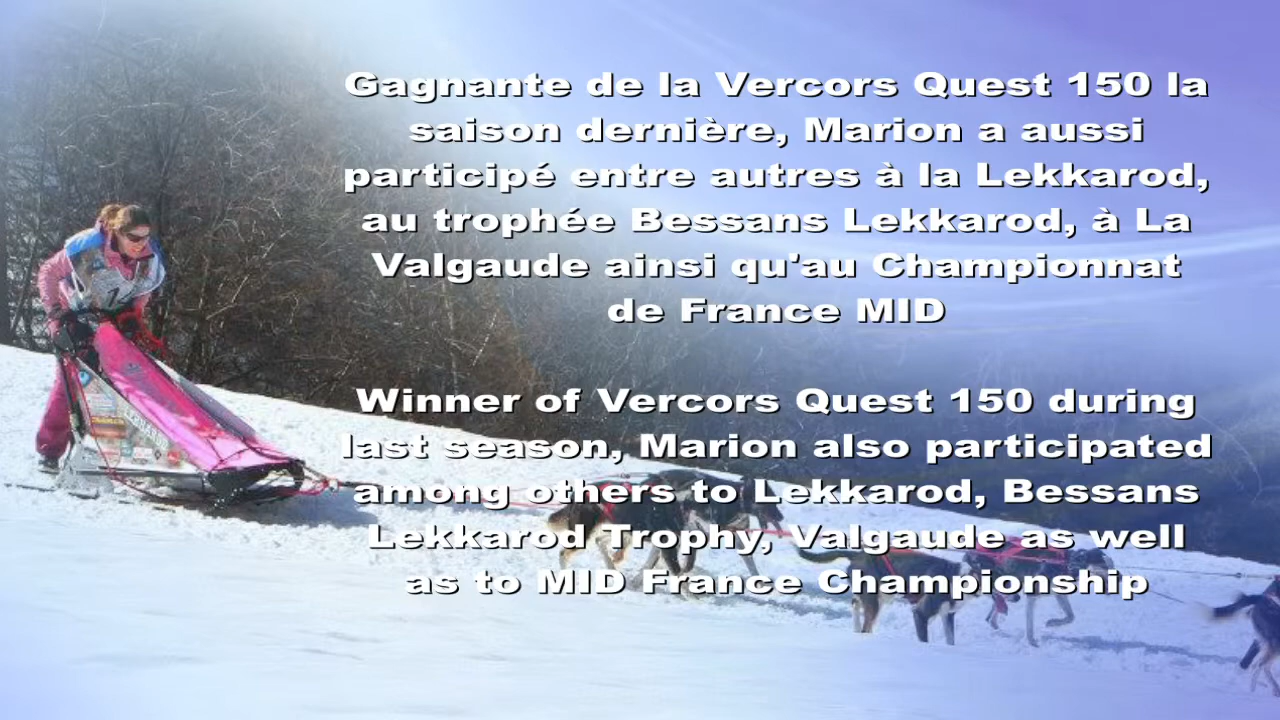 Gagnante de la Vercors Quest 150 la
saison dernière, Marion a aussi
participé entre autres à la Lekkarod,
au trophée Bessans Lekkarod, à La
Valgaude ainsi qu'au Championnat
de France MID
Winner of Vercors Quest 150 during
last season, Marion also participated
among others to Lekkarod, Bessans
Lekkarod Trophy, Valgaude as well
as to MID France Championship